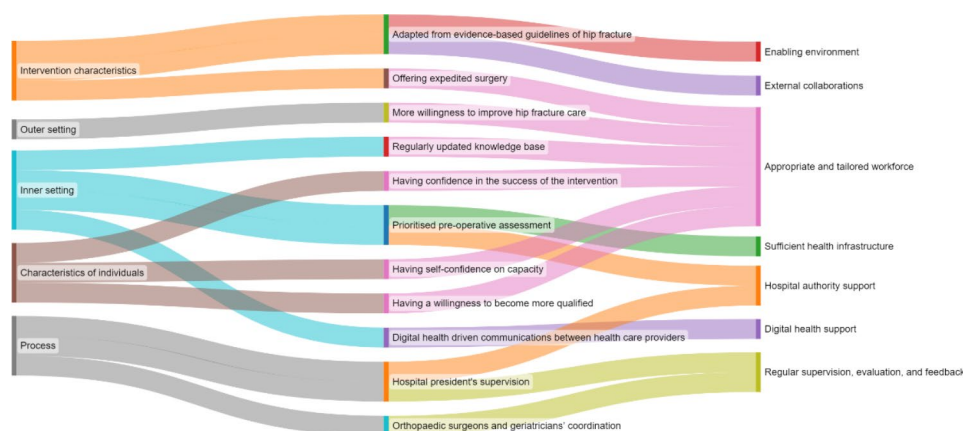 Intervention characteristics
Outer setting
Inner setting
Characteristics of individuals
Process
Adapted from evidence-based guidelines of hip fracture
Offering expedited surgery
More willingness to improve hip fracture care
Regularly updated knowledge base
Having confidence in the success of the intervention
Prioritised pre-operative assessment
Having self-confidence on capacity
Having a willingness to become more qualified
Digital health driven communications between health care providers
Hospital president's supervision
Orthopaedic surgeons and geriatricians' coordination
Enabling environment
External collaborations
Appropriate and tailored workforce
Sufficient health infrastructure
Hospital authority support
Digital health support
Regular supervision, evaluation, and feedback